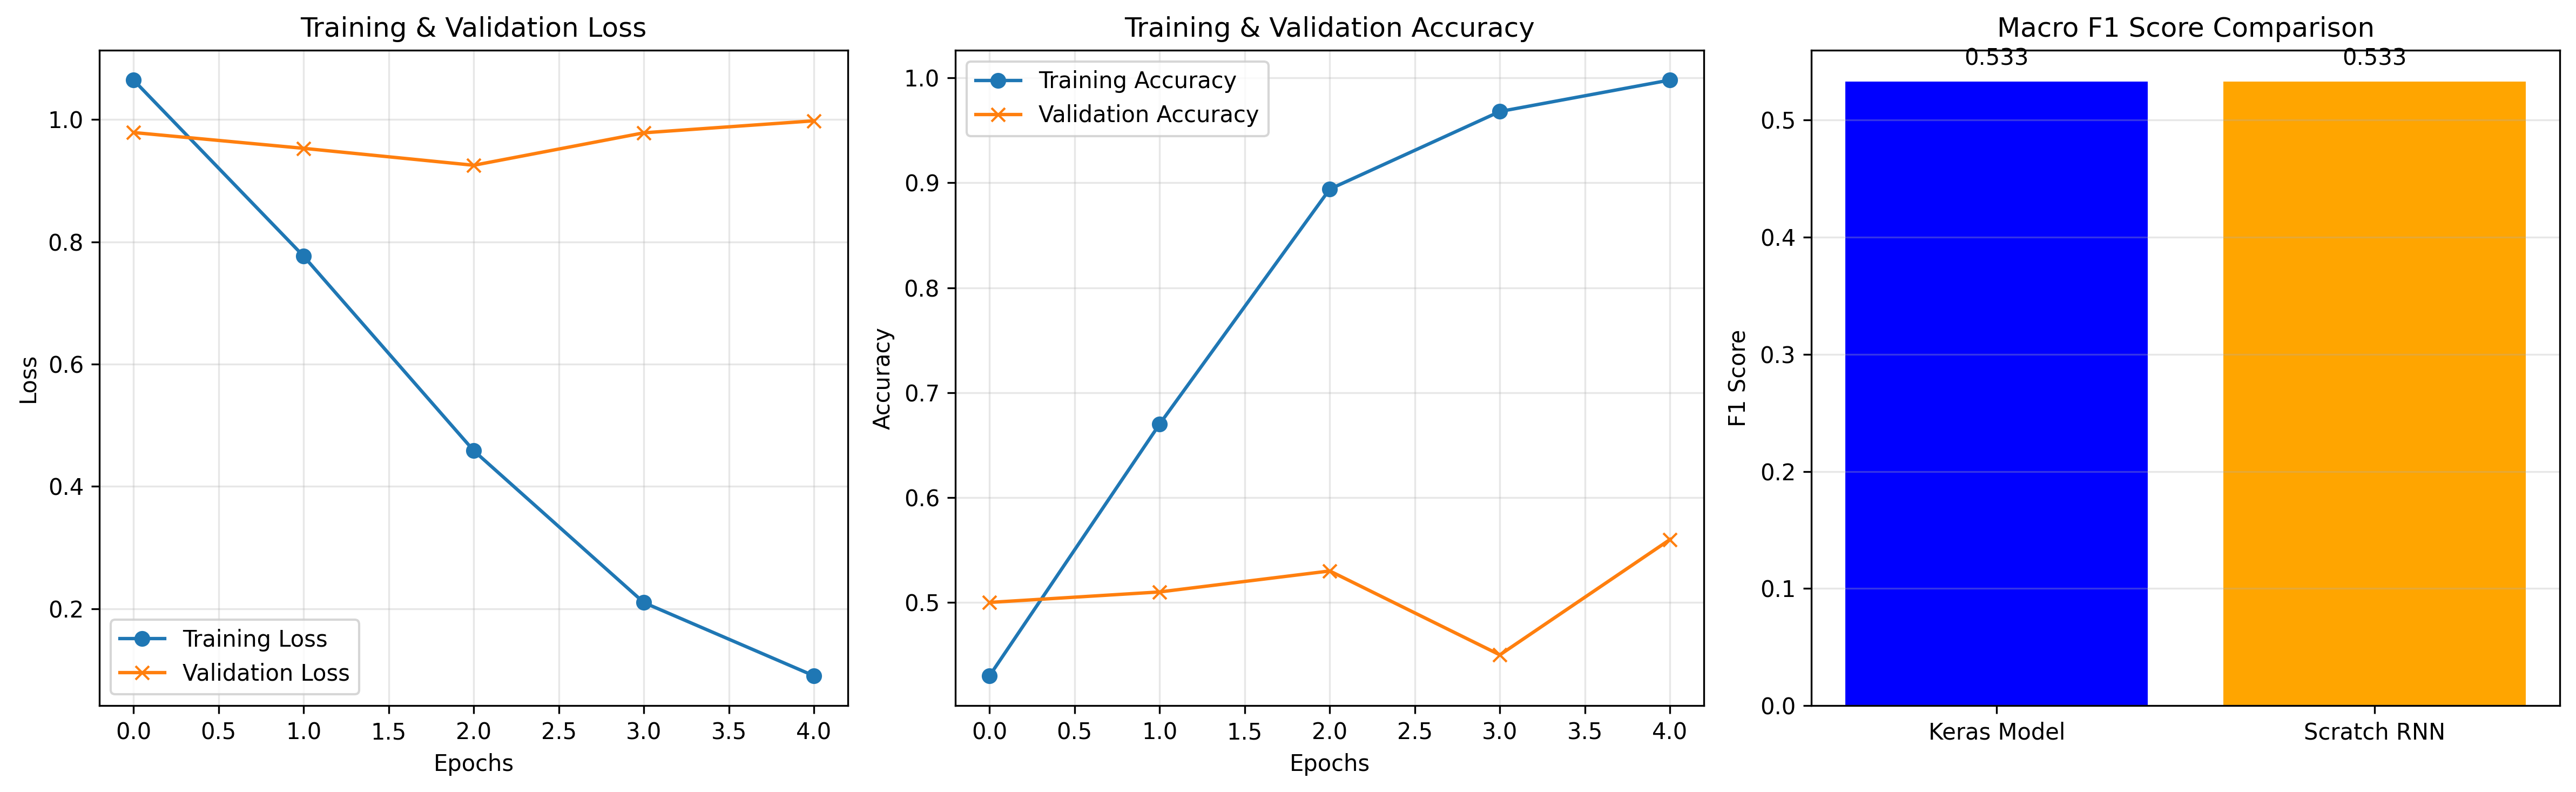 Training & Validation Loss
Loss
1.0
0.8
0.6
0.4
0.2
Training Loss
Validation Loss
0.0 0.5 1.0 1.5 2.0 2.5 3.0 3.5 4.0
Epochs
Training & Validation Accuracy
Accuracy
1.0
0.9
0.8
0.7
0.6
0.5
Training Accuracy
Validation Accuracy
0.0 0.5 1.0 1.5 2.0 2.5 3.0 3.5 4.0
Epochs
Macro F1 Score Comparison
F1 Score
0.533 0.533
0.5
0.4
0.3
0.2
0.1
0.0
Keras Model Scratch RNN